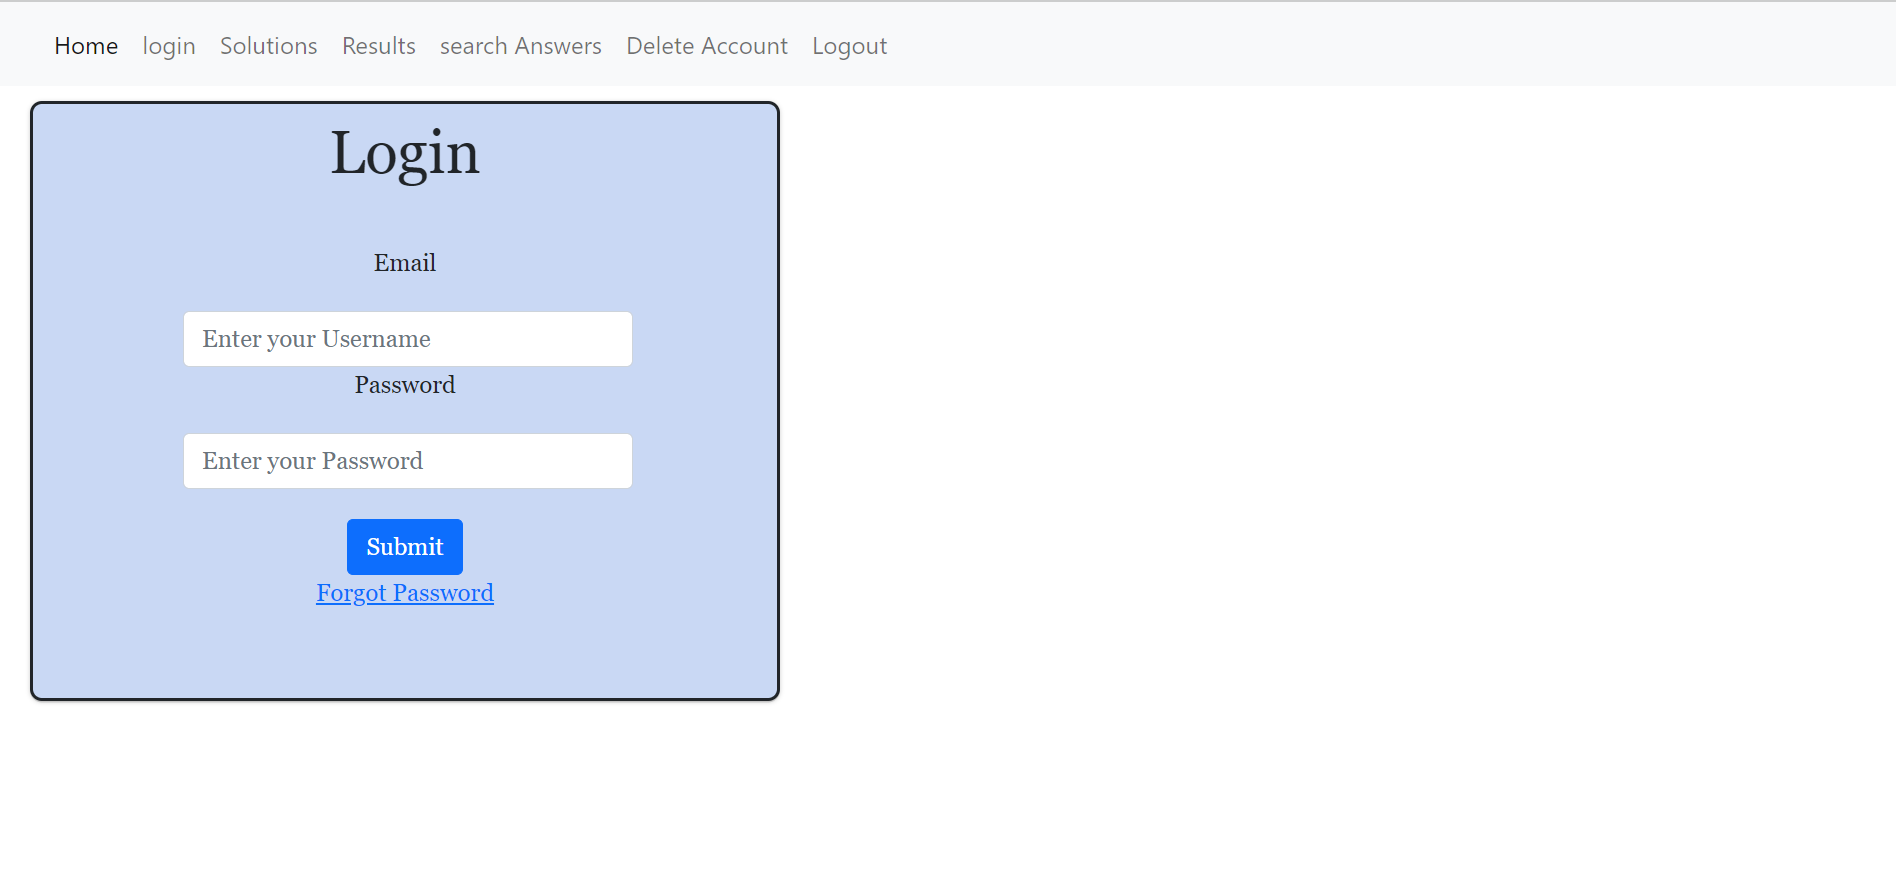 Home login Solutions Results search Answers Delete Account Logout
Login
Email
Enter your Username
Password
Enter your Password
Submit
Forgot Password